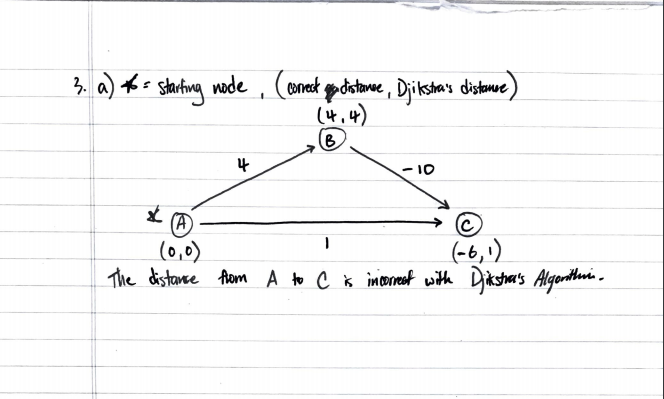 3. a) * = starting node, (correct distance, Djikstra's distance)
(4,4)
B
4
-10
* A
C
1
(0,0)
(-6,1)
The distance from A to C is incorrect with Djikstra's Algorithm.